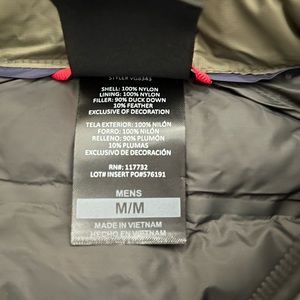 STYLE# VG8343
SHELL: 100% NYLON
LINING: 100% NYLON
FILLER: 90% DUCK DOWN
10% FEATHER
EXCLUSIVE OF DECORATION
TELA EXTERIOR: 100% NILÓN
FORRO: 100% NILÓN
RELLENO: 90% PLUMÓN
10% PLUMAS
EXCLUSIVO DE DECORACIÓN
RN#: 117732
LOT# INSERT PO#576191
MENS
M/M
MADE IN VIETNAM
HECHO EN VIETNAM